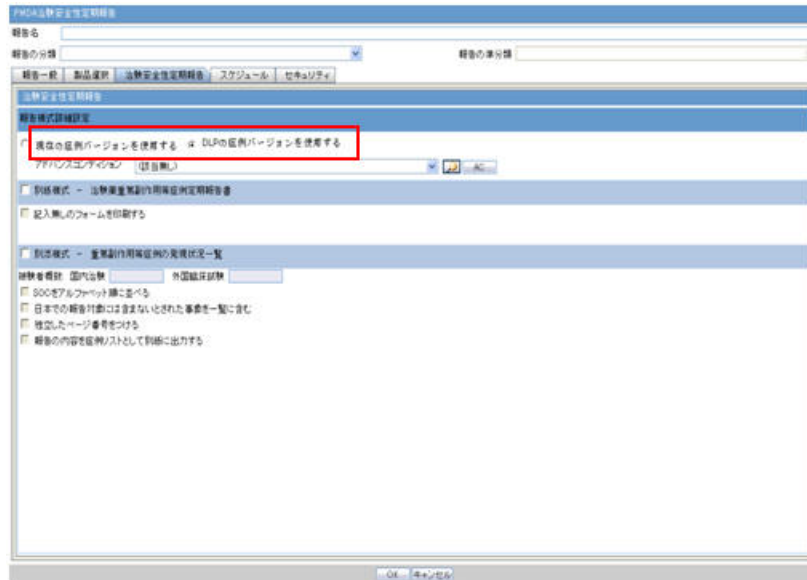 PMDA治験安全性定期報告
報告名
報告の分類 報告の準分類
報告一般 製品選択 治験安全性定期報告 スケジュール セキュリティ
治験安全性定期報告
報告様式詳細設定
現在の症例バージョンを使用する DLPの症例バージョンを使用する
アドバンスコンディション (該当無し) AC
別紙様式 - 治験薬重篤副作用等症例定期報告書
記入無しのフォームを印刷する
別添様式 - 重篤副作用等症例の発現状況一覧
被験者概数 国内治験 外国臨床試験
SOCをアルファベット順に並べる
日本での報告対象には含まないとされた事象を一覧に含む
独立したページ番号をつける
報告の内容を症例リストとして別紙に出力する
OK キャンセル